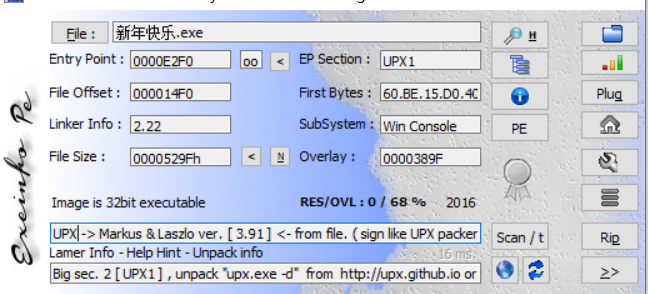 File : 新年快乐.exe H
Entry Point : 0000E2F0 oo < EP Section : UPX1
File Offset : 000014F0 First Bytes : 60.BE.15.D0.4C Plug
Linker Info : 2.22 SubSystem : Win Console PE
File Size : 0000529Fh < N Overlay : 0000389F
Image is 32bit executable RES/OVL : 0 / 68 % 2016
UPX -> Markus & Laszlo ver. [ 3.91 ] <- from file. ( sign like UPX packer Scan / t Rip
Lamer Info - Help Hint - Unpack info 16 ms.
Big sec. 2 [ UPX1 ] , unpack "upx.exe -d" from http://upx.github.io or >>
Exeinfo Pe